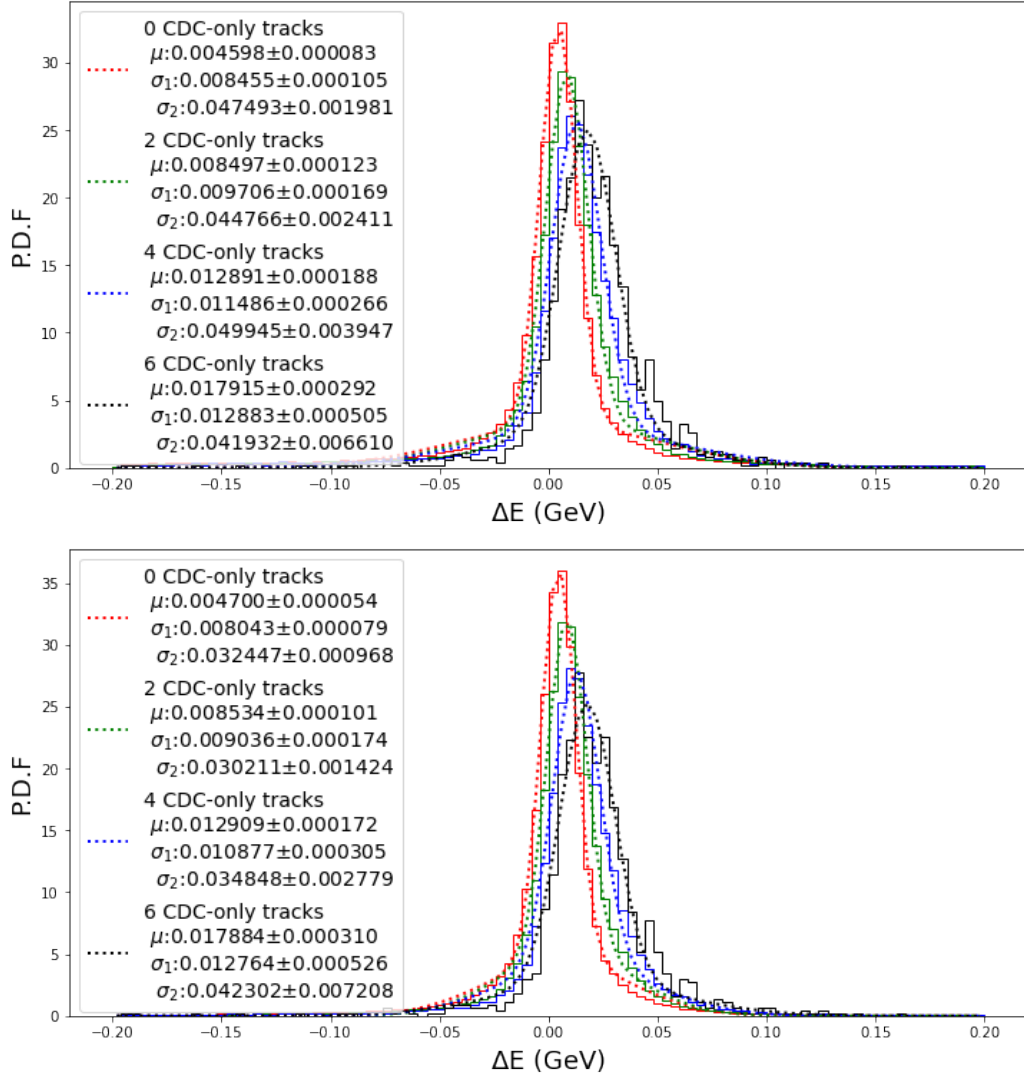 0 CDC-only tracks
μ:0.004598±0.000083
σ₁:0.008455±0.000105
σ₂:0.047493±0.001981
2 CDC-only tracks
μ:0.008497±0.000123
σ₁:0.009706±0.000169
σ₂:0.044766±0.002411
4 CDC-only tracks
μ:0.012891±0.000188
σ₁:0.011486±0.000266
σ₂:0.049945±0.003947
6 CDC-only tracks
μ:0.017915±0.000292
σ₁:0.012883±0.000505
σ₂:0.041932±0.006610
P.D.F
30
25
20
15
10
5
0
−0.20 −0.15 −0.10 −0.05 0.00 0.05 0.10 0.15 0.20
ΔE (GeV)
0 CDC-only tracks
μ:0.004700±0.000054
σ₁:0.008043±0.000079
σ₂:0.032447±0.000968
2 CDC-only tracks
μ:0.008534±0.000101
σ₁:0.009036±0.000174
σ₂:0.030211±0.001424
4 CDC-only tracks
μ:0.012909±0.000172
σ₁:0.010877±0.000305
σ₂:0.034848±0.002779
6 CDC-only tracks
μ:0.017884±0.000310
σ₁:0.012764±0.000526
σ₂:0.042302±0.007208
P.D.F
35
30
25
20
15
10
5
0
−0.20 −0.15 −0.10 −0.05 0.00 0.05 0.10 0.15 0.20
ΔE (GeV)